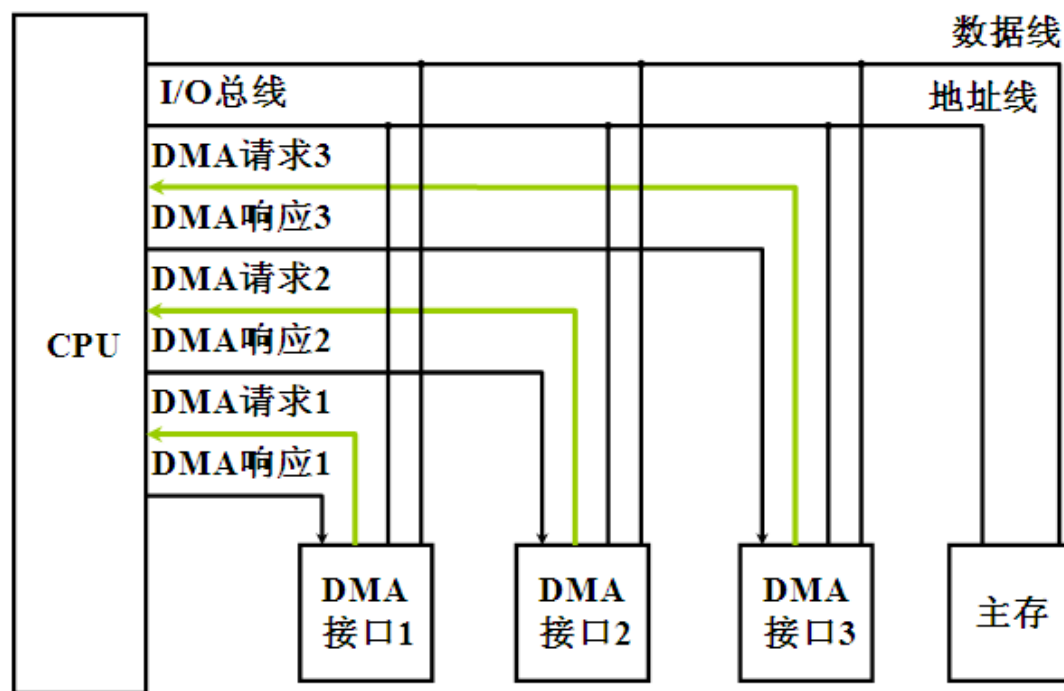 数据线
I/O总线
地址线
DMA请求3
DMA响应3
DMA请求2
CPU
DMA响应2
DMA请求1
DMA响应1
DMA
接口1
DMA
接口2
DMA
接口3
主存